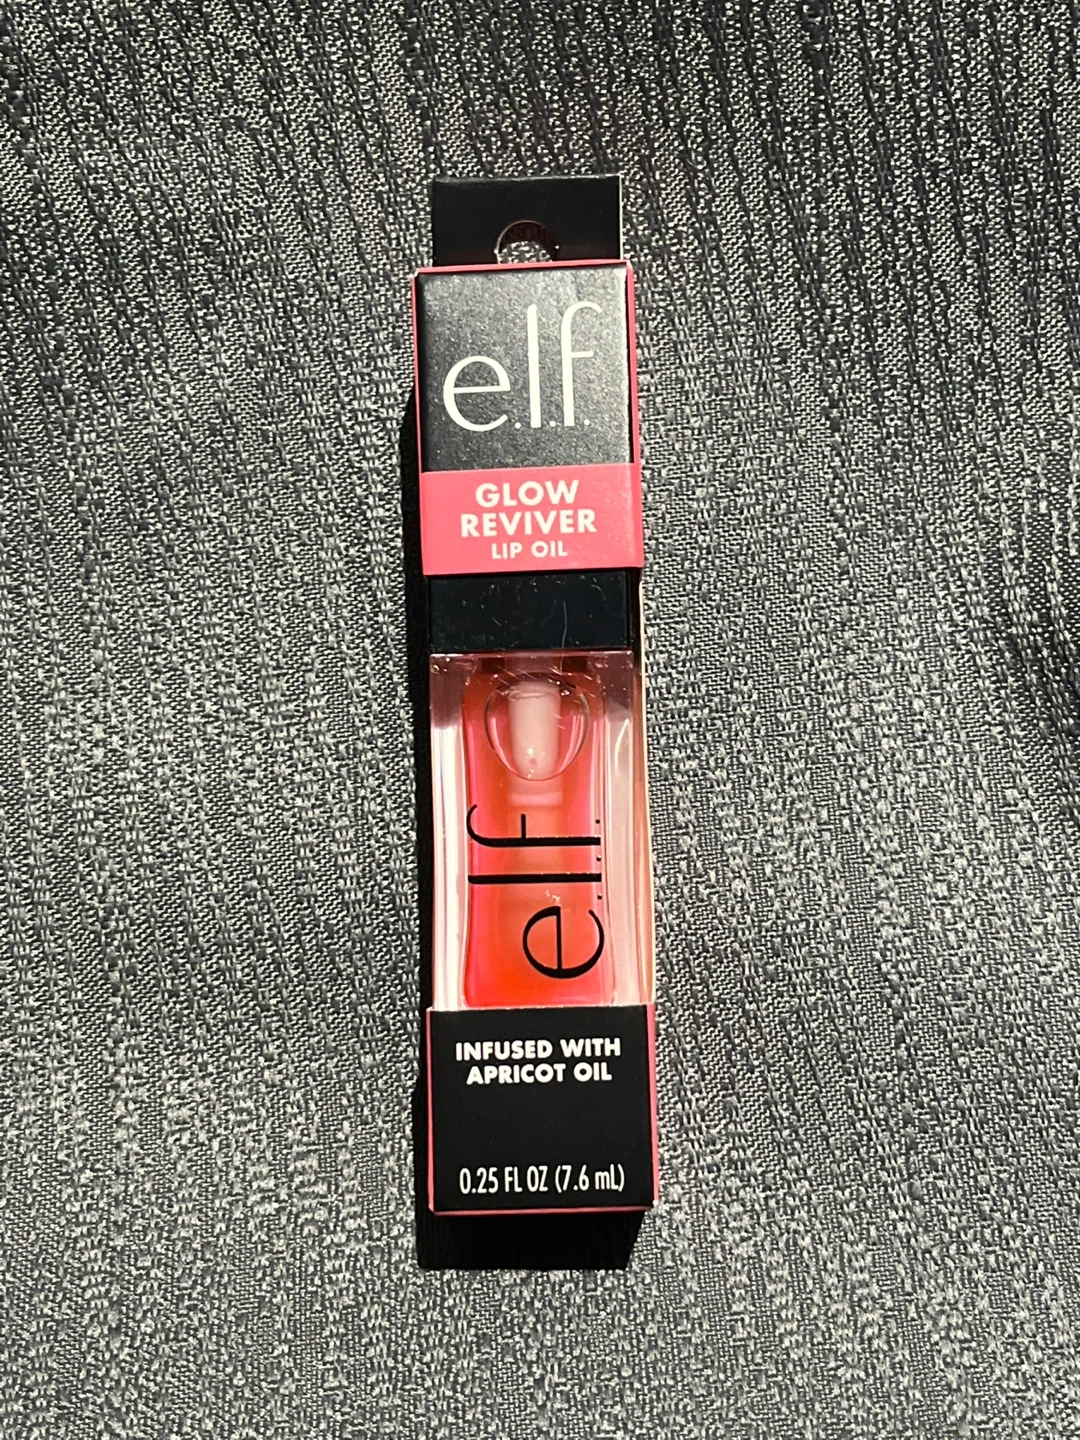 e.l.f.
GLOW
REVIVER
LIP OIL
e.l.f.
INFUSED WITH
APRICOT OIL
0.25 FL OZ (7.6 mL)